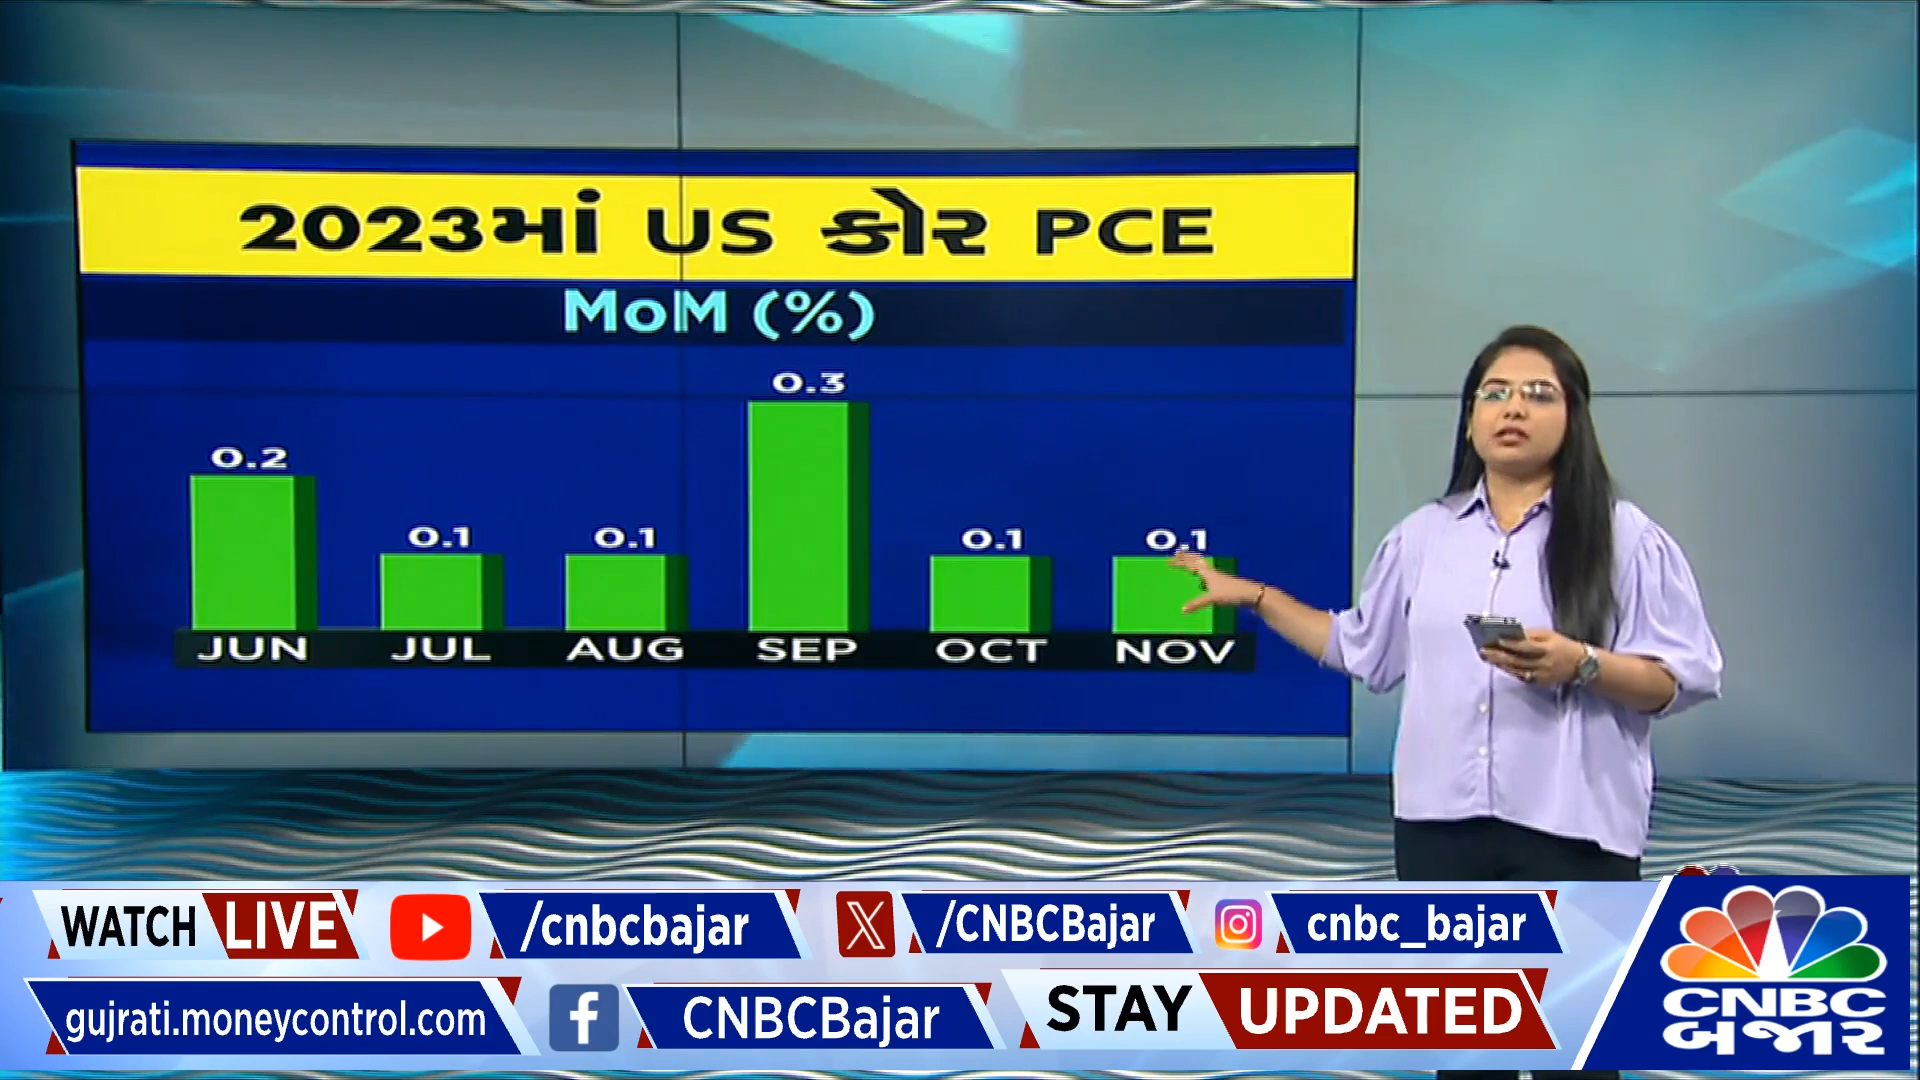 2023માં US કોર PCE
MoM (%)
0.2 0.1 0.1 0.3 0.1 0.1
JUN JUL AUG SEP OCT NOV
WATCH LIVE /cnbcbajar /CNBCBajar cnbc_bajar
gujrati.moneycontrol.com CNBCBajar STAY UPDATED
CNBC
બજાર